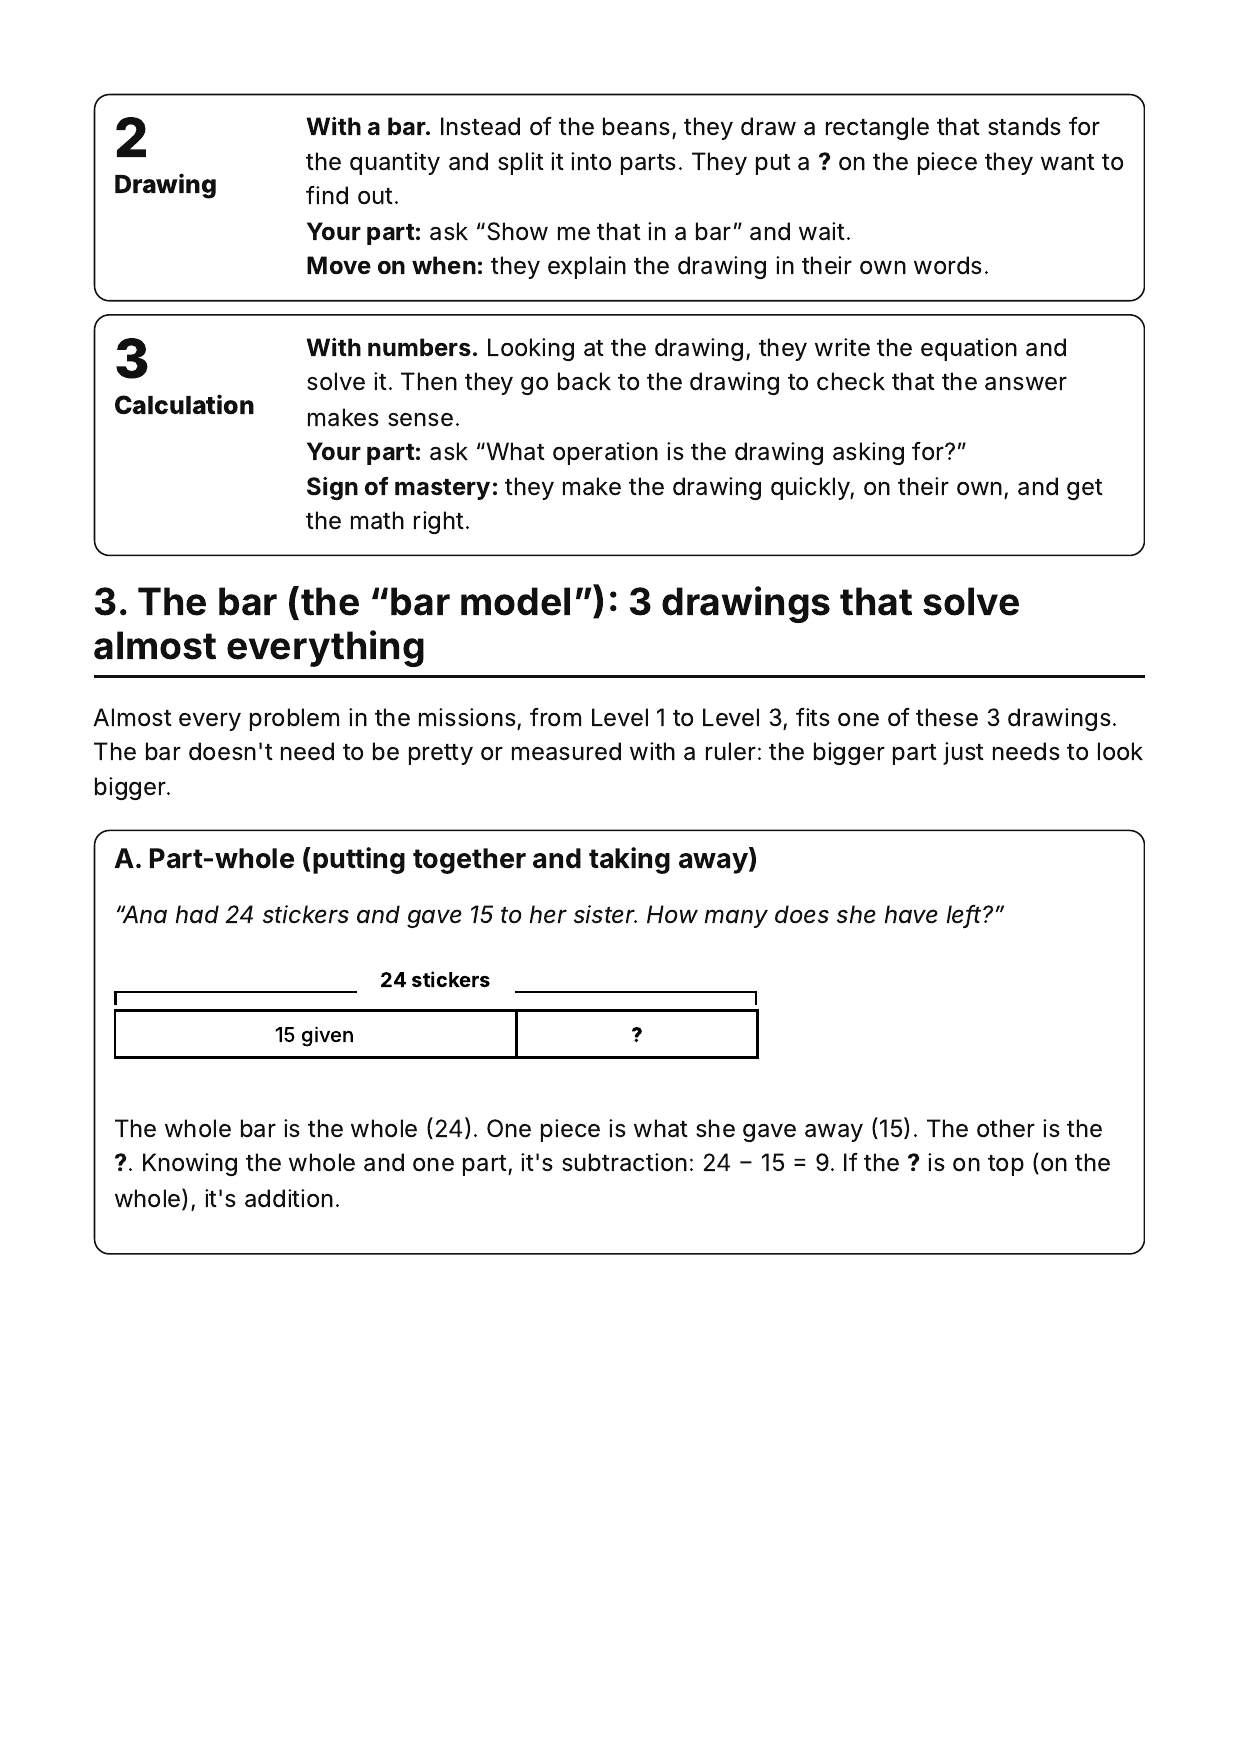 2
Drawing
With a bar. Instead of the beans, they draw a rectangle that stands for
the quantity and split it into parts. They put a ? on the piece they want to
find out.
Your part: ask “Show me that in a bar” and wait.
Move on when: they explain the drawing in their own words.
3
Calculation
With numbers. Looking at the drawing, they write the equation and
solve it. Then they go back to the drawing to check that the answer
makes sense.
Your part: ask “What operation is the drawing asking for?”
Sign of mastery: they make the drawing quickly, on their own, and get
the math right.
3. The bar (the “bar model”): 3 drawings that solve
almost everything
Almost every problem in the missions, from Level 1 to Level 3, fits one of these 3 drawings.
The bar doesn't need to be pretty or measured with a ruler: the bigger part just needs to look
bigger.
A. Part-whole (putting together and taking away)
“Ana had 24 stickers and gave 15 to her sister. How many does she have left?”
24 stickers
15 given
?
The whole bar is the whole (24). One piece is what she gave away (15). The other is the
?. Knowing the whole and one part, it's subtraction: 24 − 15 = 9. If the ? is on top (on the
whole), it's addition.